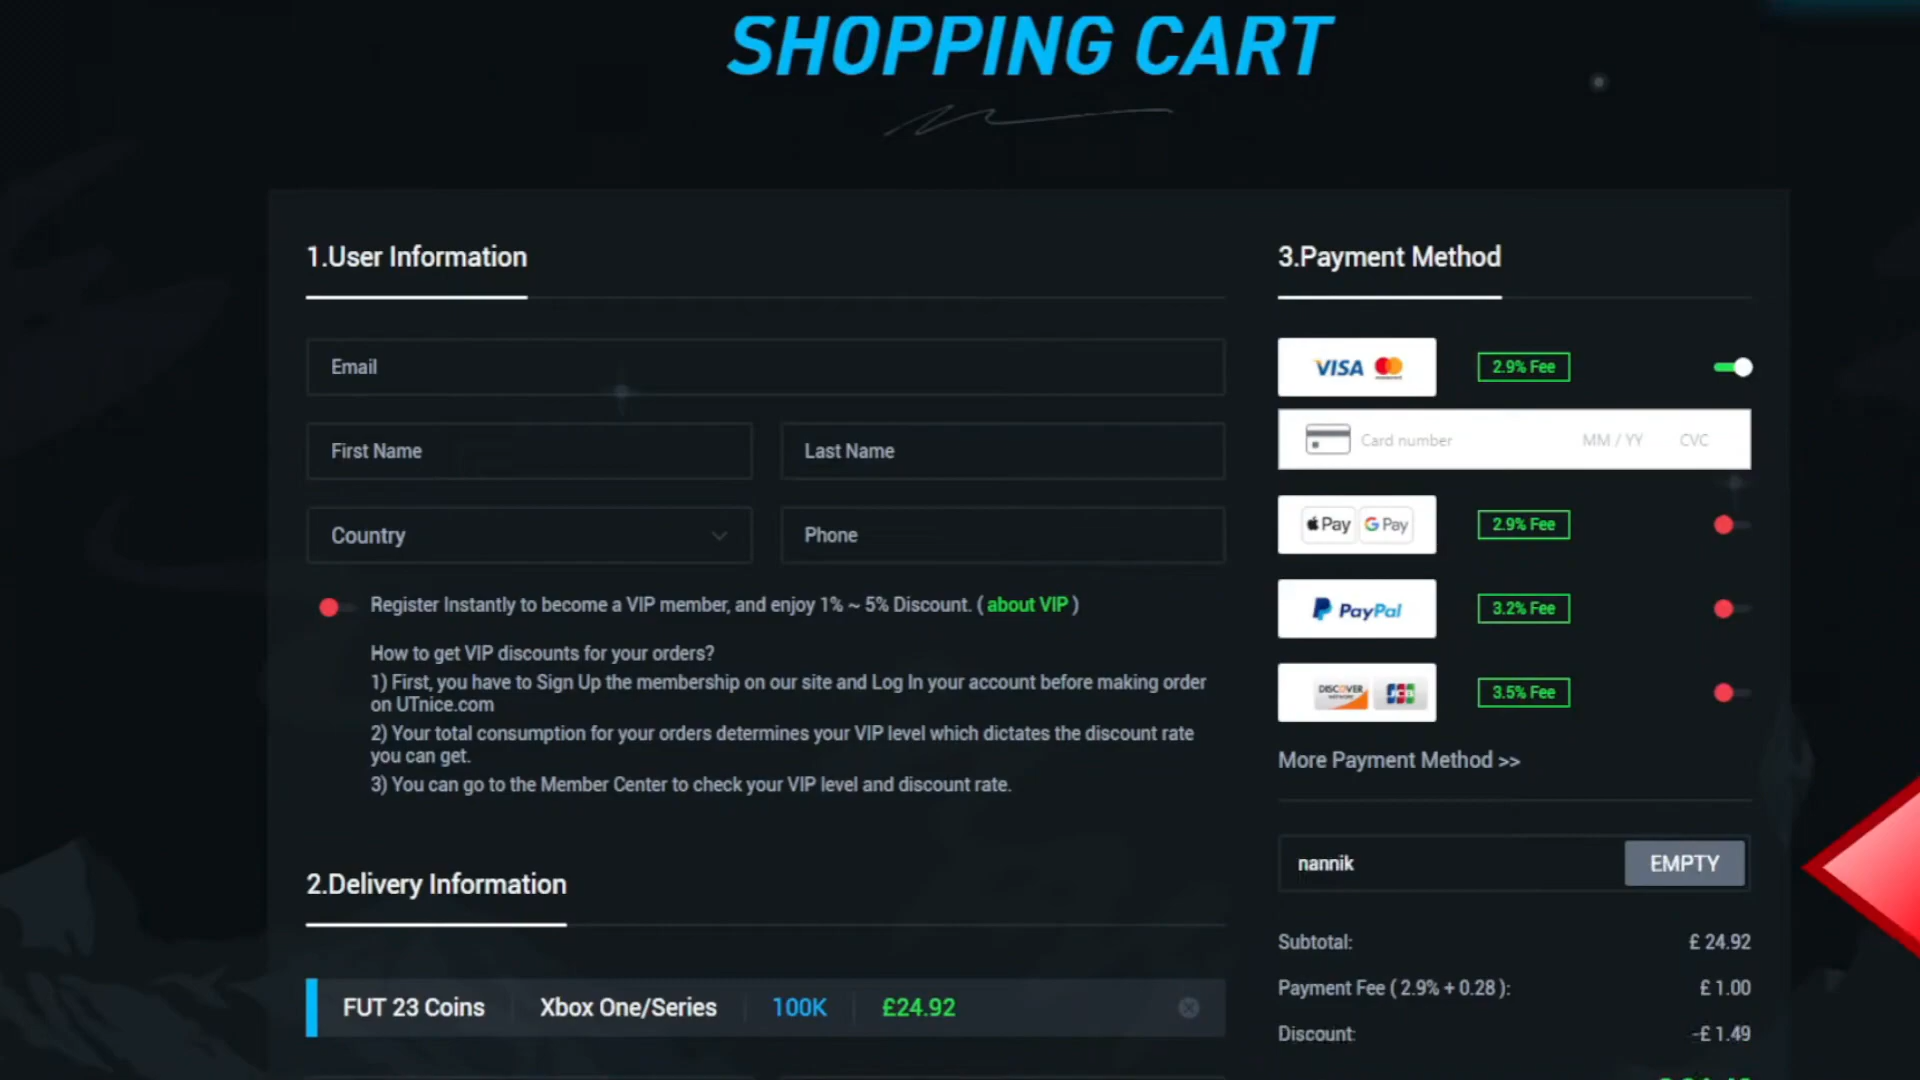 SHOPPING CART
1.User Information
Email
First Name
Last Name
Country
Phone
Register Instantly to become a VIP member, and enjoy 1% ~ 5% Discount. ( about VIP )
How to get VIP discounts for your orders?
1) First, you have to Sign Up the membership on our site and Log In your account before making order
on UTnice.com
2) Your total consumption for your orders determines your VIP level which dictates the discount rate
you can get.
3) You can go to the Member Center to check your VIP level and discount rate.
2.Delivery Information
FUT 23 Coins Xbox One/Series 100K £24.92
3.Payment Method
VISA 2.9% Fee
Card number MM / YY CVC
Pay G Pay 2.9% Fee
PayPal 3.2% Fee
DISCOVER JCB 3.5% Fee
More Payment Method >>
nannik EMPTY
Subtotal: £ 24.92
Payment Fee ( 2.9% + 0.28 ): £ 1.00
Discount: -£ 1.49